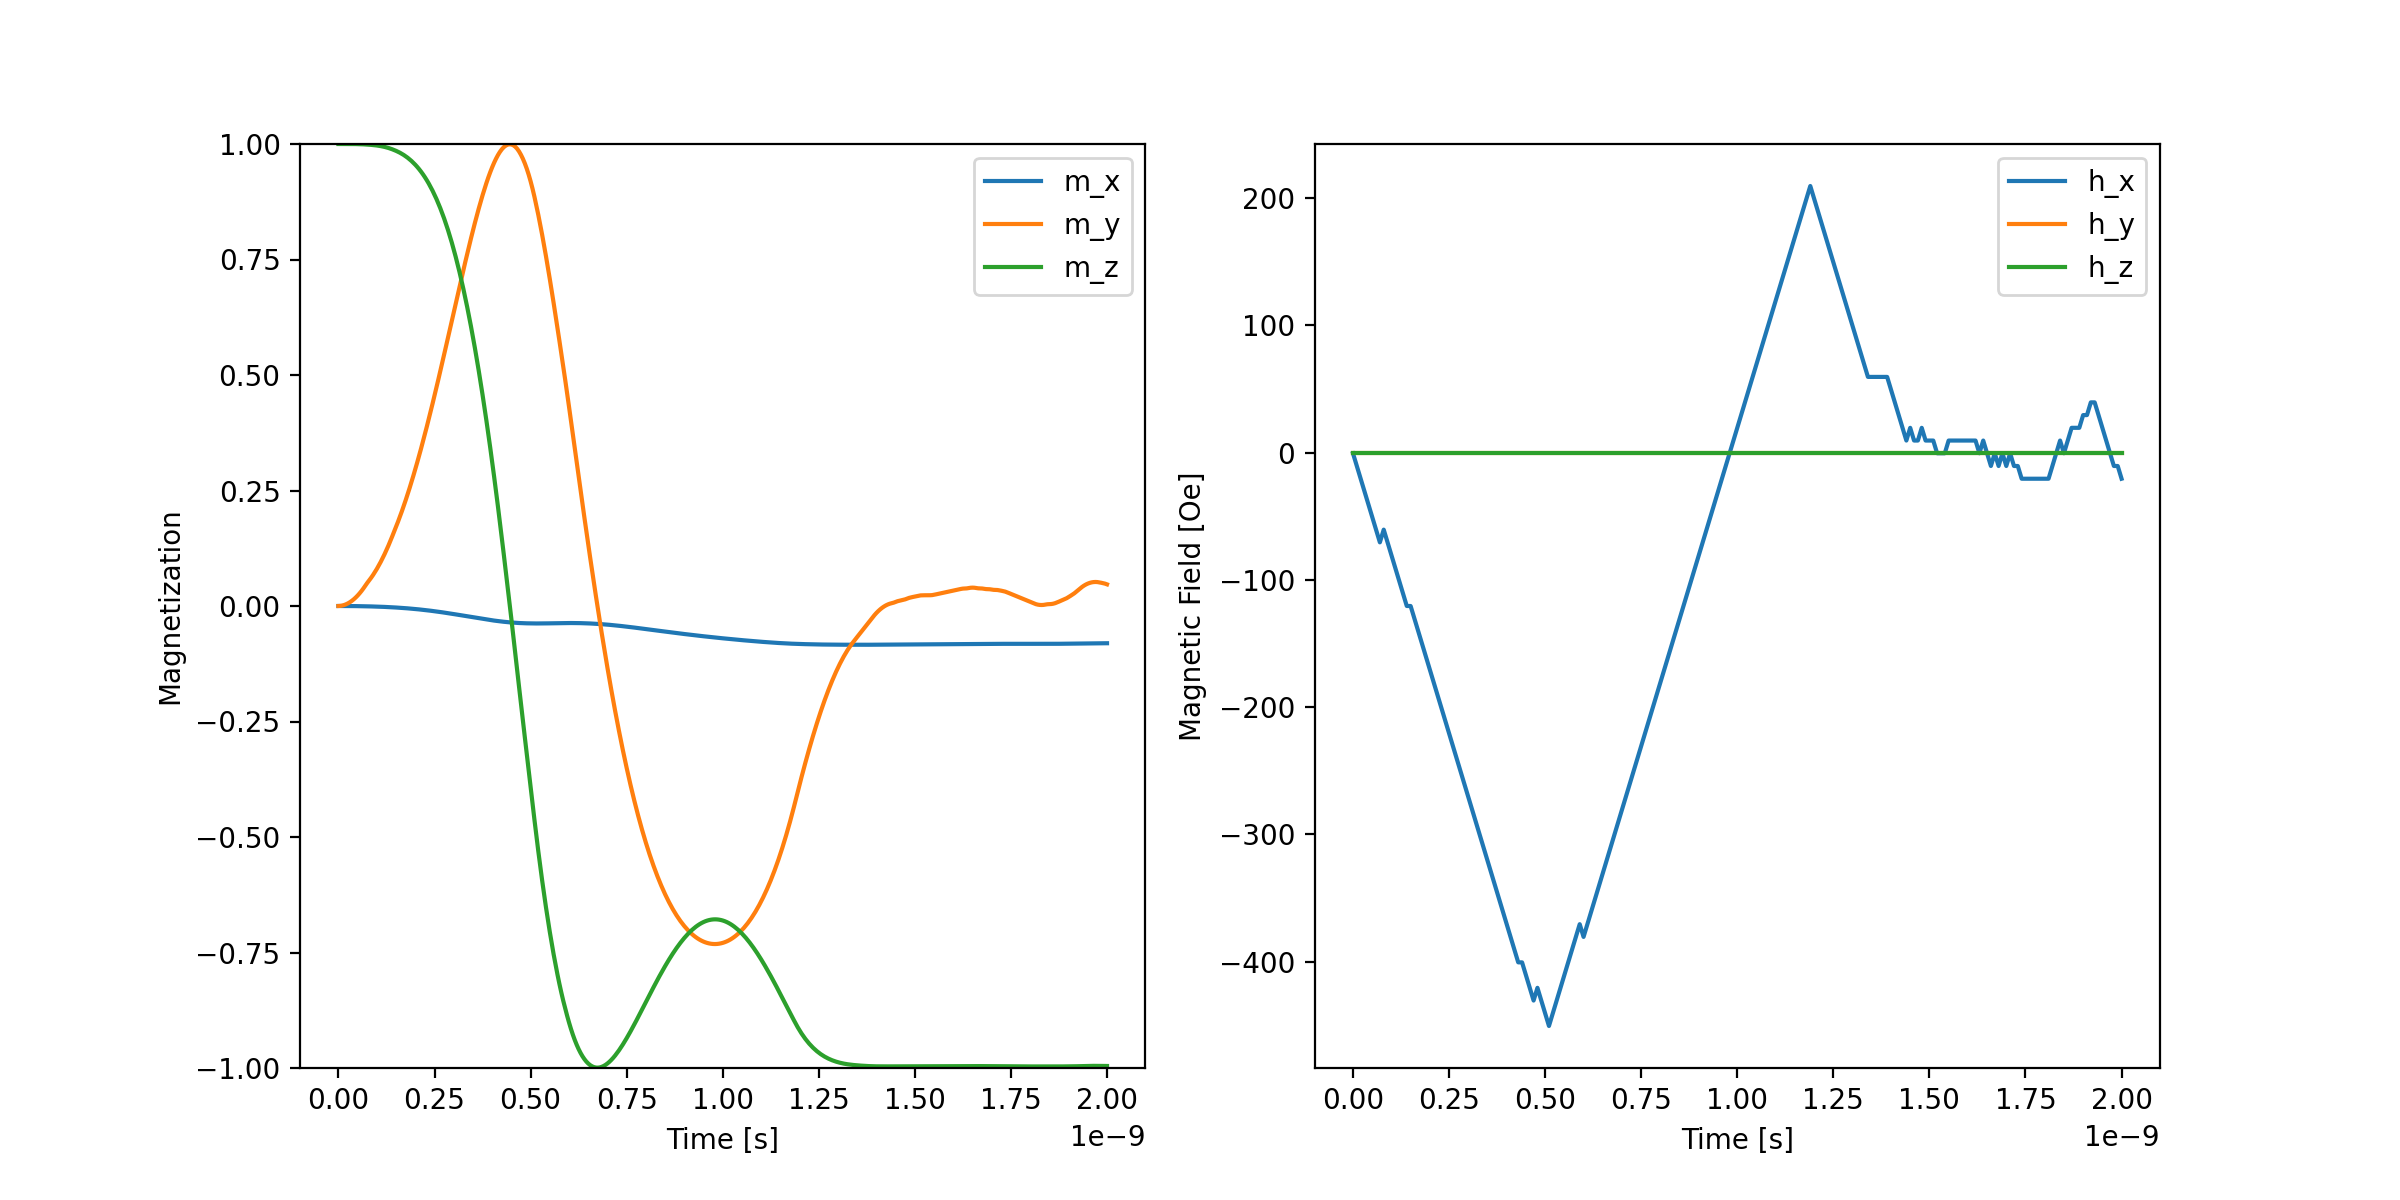 1.00
0.75
0.50
0.25
0.00
−0.25
−0.50
−0.75
−1.00
Magnetization
m_x
m_y
m_z
0.00 0.25 0.50 0.75 1.00 1.25 1.50 1.75 2.00
1e−9
Time [s]
200
100
0
−100
−200
−300
−400
Magnetic Field [Oe]
h_x
h_y
h_z
0.00 0.25 0.50 0.75 1.00 1.25 1.50 1.75 2.00
1e−9
Time [s]